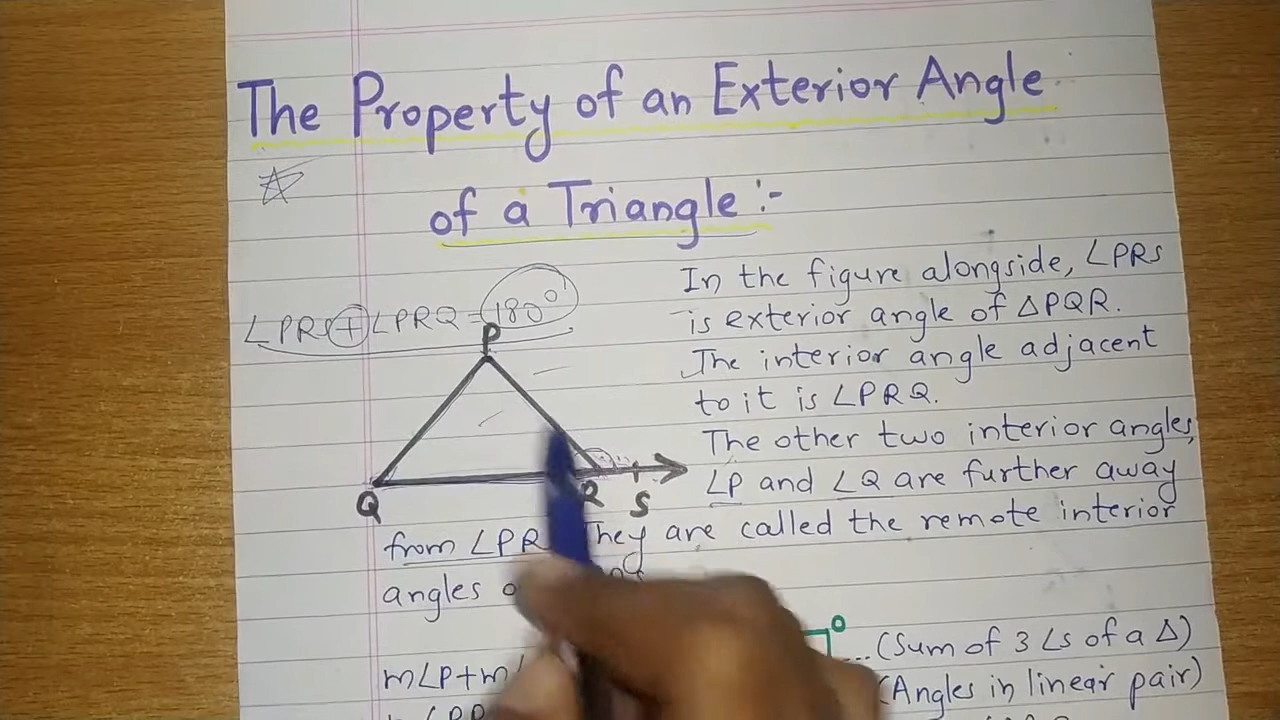 The Property of an Exterior Angle
of a Triangle :-
∠PRS + ∠PRQ = 180°
In the figure alongside, ∠PRS
is exterior angle of △PQR.
The interior angle adjacent
to it is ∠PRQ.
The other two interior angles,
∠P and ∠Q are further away
P
Q
R
S
from ∠PR They are called the remote interior
angles
... (Sum of 3 ∠s of a △)
m∠P+m∠
(Angles in linear pair)